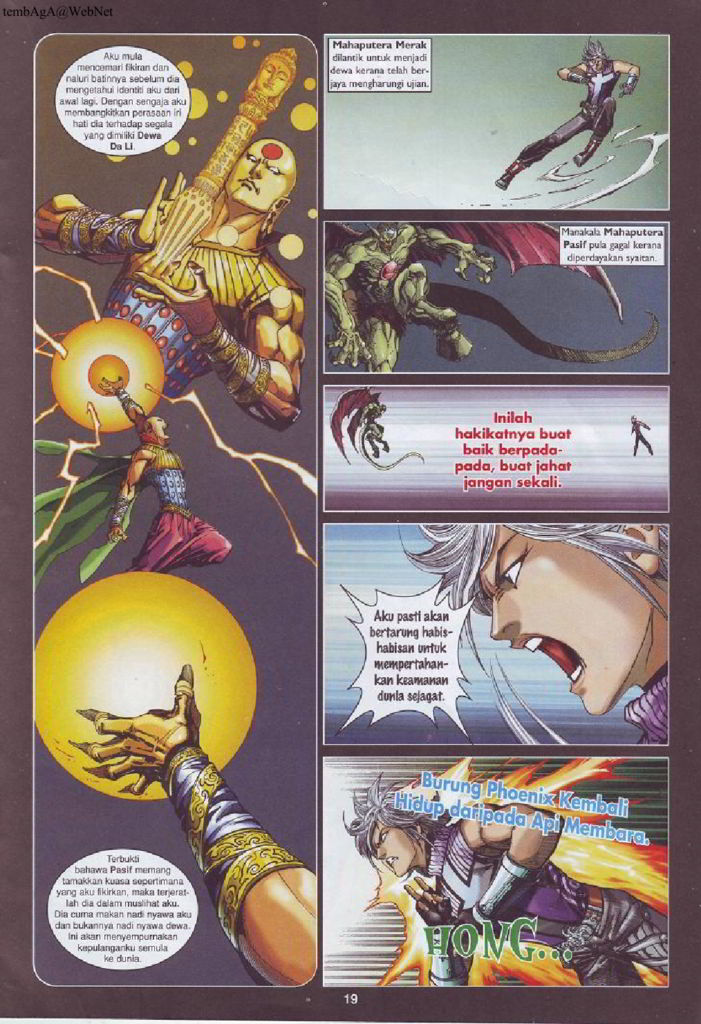 tembAgA@WebNet
Aku mula
mencemari fikiran dan
naluri batinnya sebelum dia
mengetahui identiti aku dari
awal lagi. Dengan sengaja aku
membangkitkan perasaan iri
hati dia terhadap segala
yang dimiliki Dewa
Da Li.
Terbukti
bahawa Pasif memang
tamakkan kuasa sepertimana
yang aku fikirkan, maka terjerat-
lah dia dalam muslihat aku.
Dia cuma makan nadi nyawa aku
dan bukannya nadi nyawa dewa.
Ini akan menyempurnakan
kepulanganku semula
ke dunia.
Mahaputera Merak
dilantik untuk menjadi
dewa kerana telah ber-
jaya mengharungi ujian.
Manakala Mahaputera
Pasif pula gagal kerana
diperdayakan syaitan.
Inilah
hakikatnya buat
baik berpada-
pada, buat jahat
jangan sekali.
Aku pasti akan
bertarung habis-
habisan untuk
mempertahan-
kan keamanan
dunia sejagat.
Burung Phoenix Kembali
Hidup daripada Api Membara.
HONG...
19